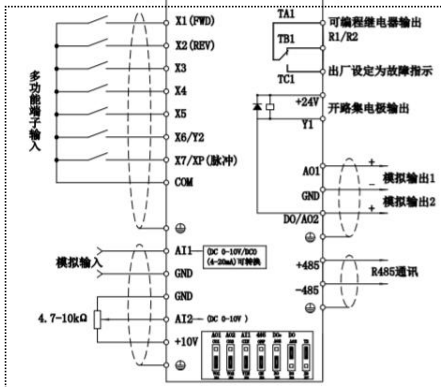 X1(FWD)
X2(REV)
X3
X4
X5
X6/Y2
X7/XP(脉冲)
COM
多功能端子输入
AI1
(DC 0-10V/DC0
(4-20mA)可转换
模拟输入
GND
GND
4.7-10kΩ
AI2
(DC 0-10V )
+10V
TA1
可编程继电器输出
TB1
R1/R2
TC1
出厂设定为故障指示
+24V
开路集电极输出
Y1
AO1
+
模拟输出1
GND
-
模拟输出2
DO/AO2
+
+485
R485通讯
-485
AO1 AO2 AI1 485